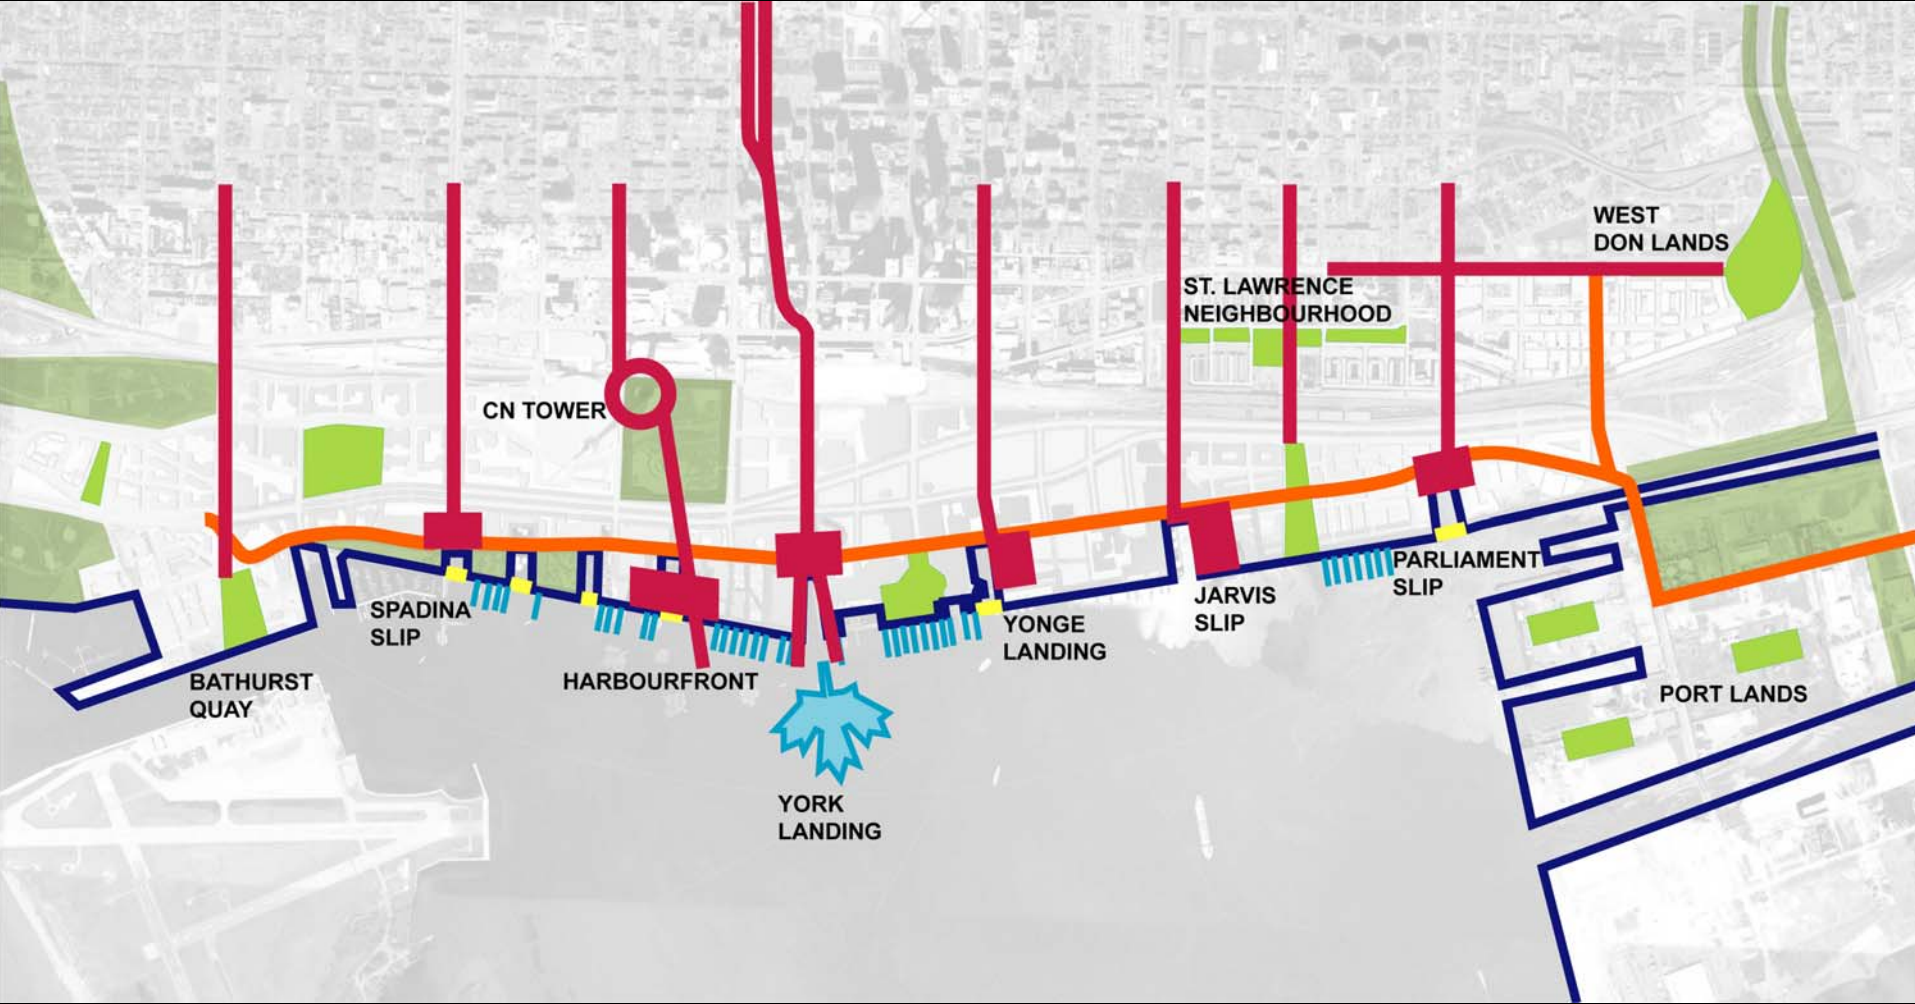 WEST
DON LANDS
ST. LAWRENCE
NEIGHBOURHOOD
CN TOWER
PARLIAMENT
SLIP
SPADINA
SLIP
JARVIS
SLIP
YONGE
LANDING
BATHURST
QUAY
HARBOURFRONT
PORT LANDS
YORK
LANDING